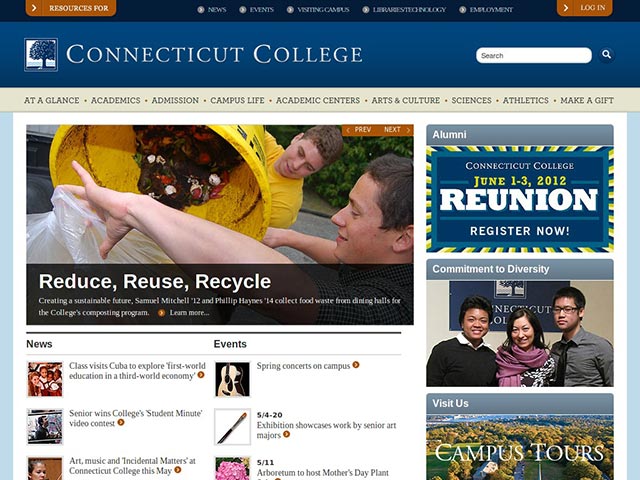 RESOURCES FOR
NEWS
EVENTS
VISITING CAMPUS
LIBRARIES/TECHNOLOGY
EMPLOYMENT
LOG IN
CONNECTICUT COLLEGE
Search
AT A GLANCE • ACADEMICS • ADMISSION • CAMPUS LIFE • ACADEMIC CENTERS • ARTS & CULTURE • SCIENCES • ATHLETICS • MAKE A GIFT
PREV NEXT
Reduce, Reuse, Recycle
Creating a sustainable future, Samuel Mitchell '12 and Phillip Haynes '14 collect food waste from dining halls for
the College's composting program. Learn more...
News
Class visits Cuba to explore 'first-world
education in a third-world economy'
Senior wins College's 'Student Minute'
video contest
Art, music and 'Incidental Matters' at
Connecticut College this May
Events
Spring concerts on campus
5/4-20
Exhibition showcases work by senior art
majors
5/11
Arboretum to host Mother's Day Plant
Alumni
CONNECTICUT COLLEGE
JUNE 1-3, 2012
REUNION
REGISTER NOW!
Commitment to Diversity
CONNECTICUT
Visit Us
CAMPUS TOURS